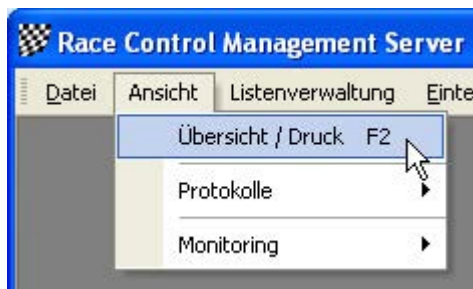 Race Control Management Server
Datei Ansicht Listenverwaltung
Übersicht / Druck F2
Protokolle
Monitoring